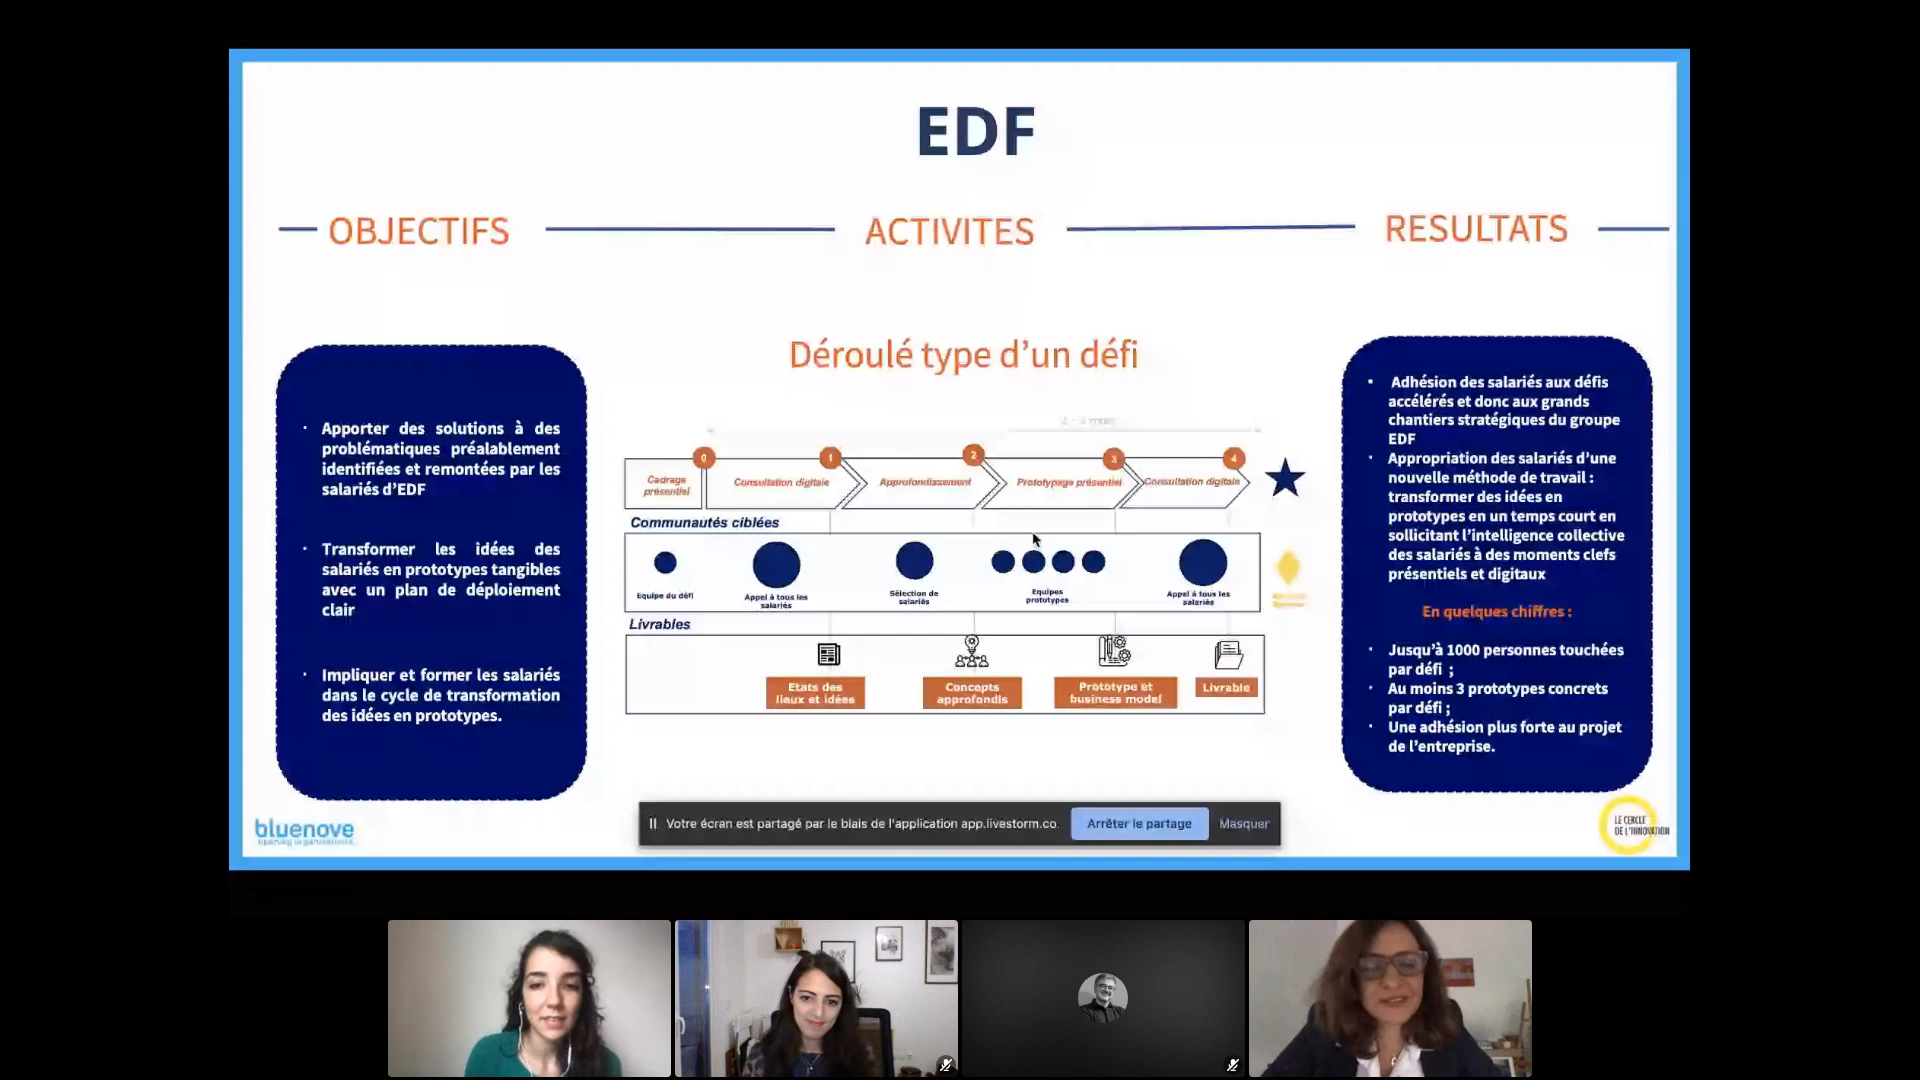 EDF
OBJECTIFS
ACTIVITES
RESULTATS
Apporter des solutions à des
problématiques préalablement
identifiées et remontées par les
salariés d'EDF
Transformer les idées des
salariés en prototypes tangibles
avec un plan de déploiement
clair
Impliquer et former les salariés
dans le cycle de transformation
des idées en prototypes.
Déroulé type d'un défi
0
1
2
3
4
Cadrage
présentiel
Consultation digitale
Approfondissement
Prototypage présentiel
Consultation digitale
Communautés ciblées
Equipe du défi
Appel à tous les
salariés
Sélection de
salariés
Equipes
prototypes
Appel à tous les
salariés
Livrables
Etats des
lieux et idées
Concepts
approfondis
Prototype et
business model
Livrable
Adhésion des salariés aux défis
accélérés et donc aux grands
chantiers stratégiques du groupe
EDF
Appropriation des salariés d'une
nouvelle méthode de travail :
transformer des idées en
prototypes en un temps court en
sollicitant l'intelligence collective
des salariés à des moments clefs
présentiels et digitaux
En quelques chiffres :
Jusqu'à 1000 personnes touchées
par défi ;
Au moins 3 prototypes concrets
par défi ;
Une adhésion plus forte au projet
de l'entreprise.
bluenove
Votre écran est partagé par le biais de l'application app.livestorm.co.
Arrêter le partage
Masquer
LE CERCLE
DE L'INNOVATION